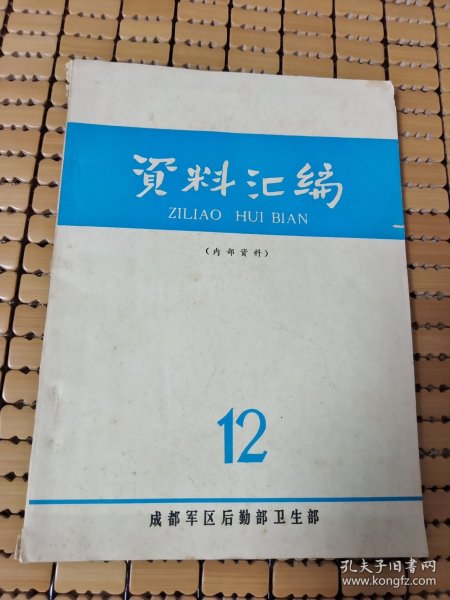 資料汇编
ZILIAO HUI BIAN
(内部资料)
12
成都军区后勤部卫生部
孔夫子旧书网
www.kongfz.com